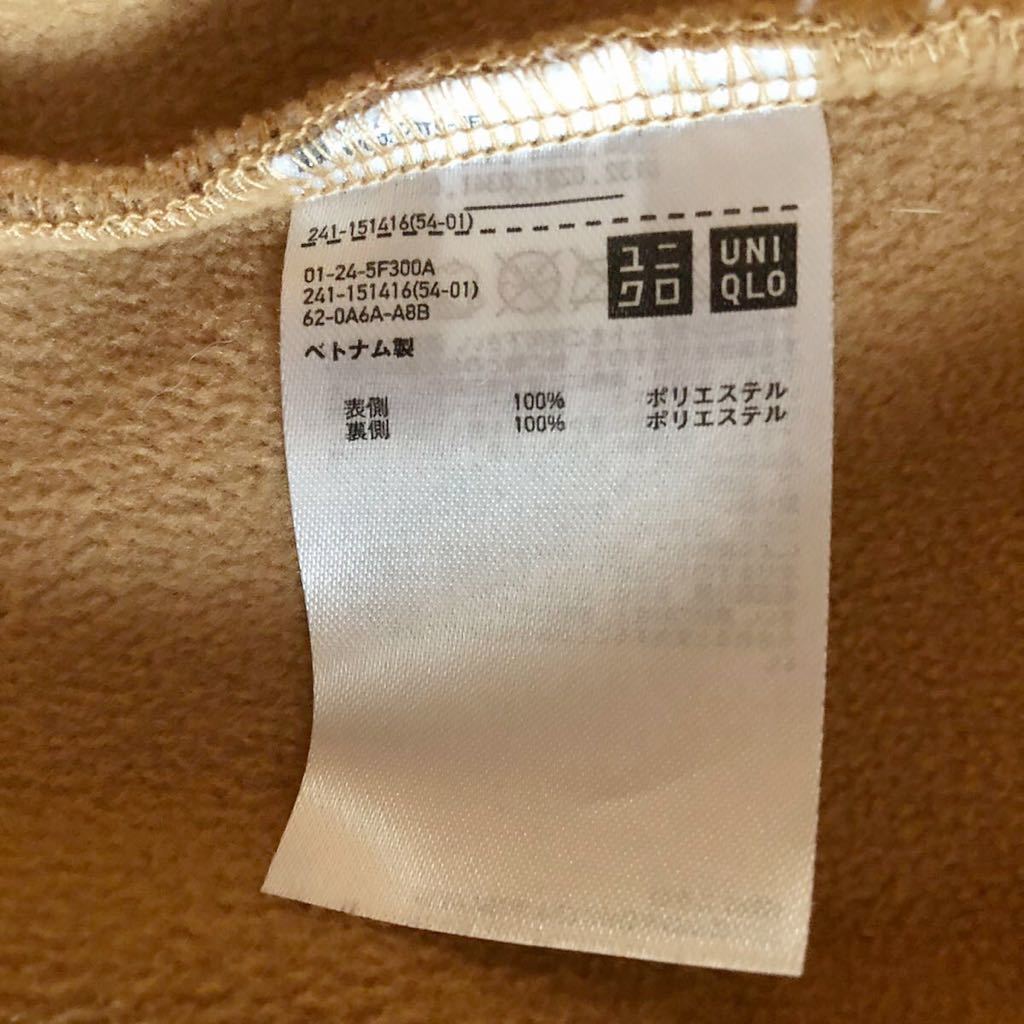 241-151416(54-01)
01-24-5F300A
241-151416(54-01)
62-0A6A-A8B
ベトナム製
ユニ
クロ
UNI
QLO
表側 100% ポリエステル
裏側 100% ポリエステル